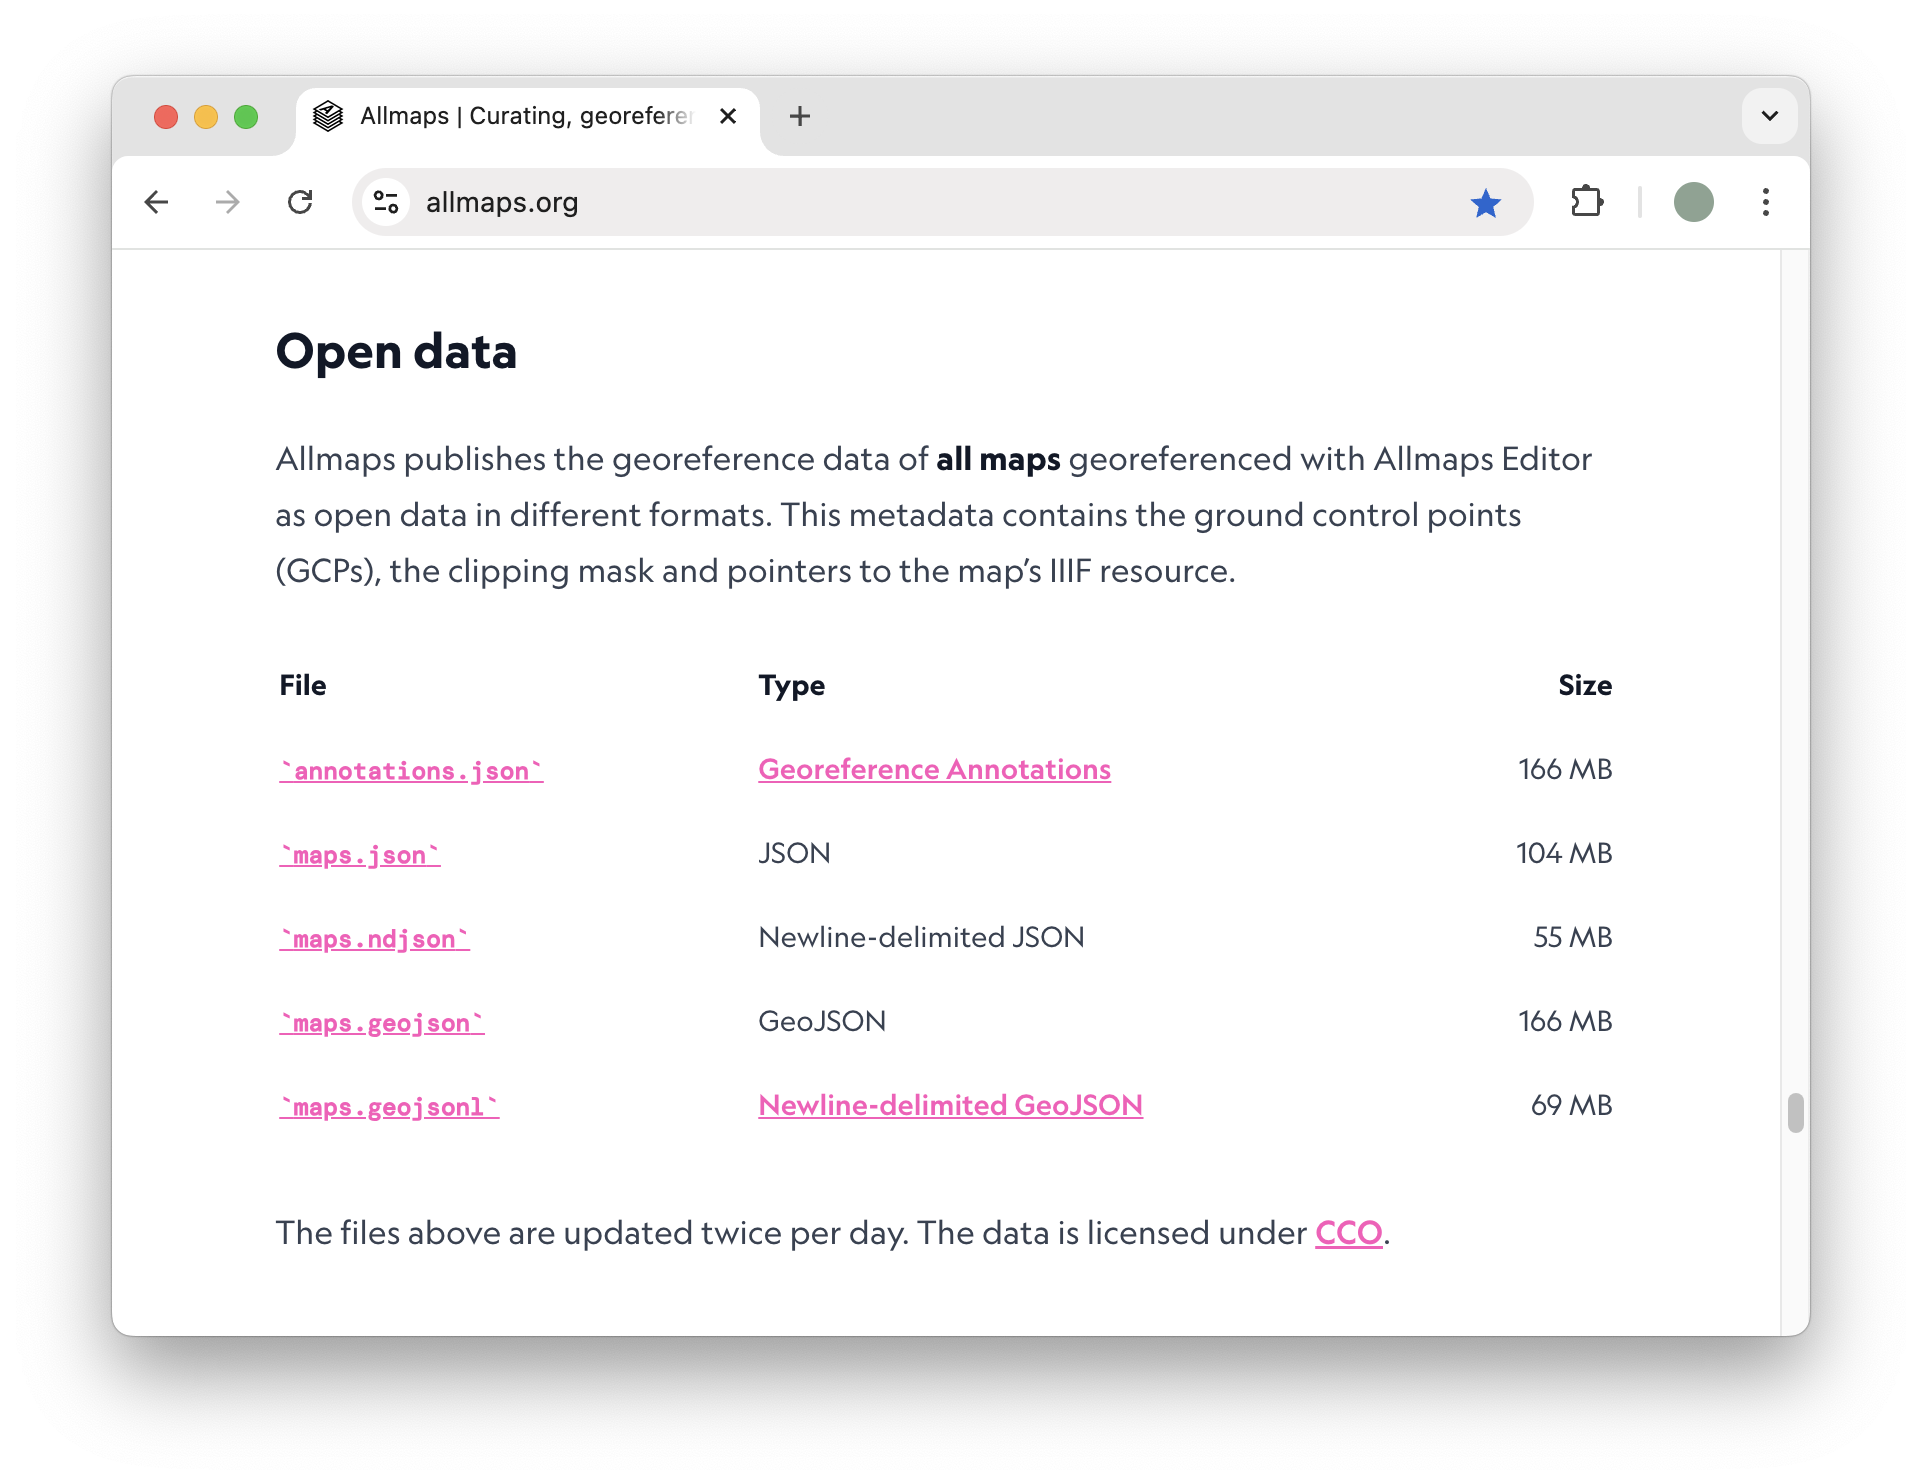 Allmaps | Curating, georefere
allmaps.org
Open data
Allmaps publishes the georeference data of all maps georeferenced with Allmaps Editor
as open data in different formats. This metadata contains the ground control points
(GCPs), the clipping mask and pointers to the map’s IIIF resource.
File Type Size
`annotations.json` Georeference Annotations 166 MB
`maps.json` JSON 104 MB
`maps.ndjson` Newline-delimited JSON 55 MB
`maps.geojson` GeoJSON 166 MB
`maps.geojsonl` Newline-delimited GeoJSON 69 MB
The files above are updated twice per day. The data is licensed under CC0.